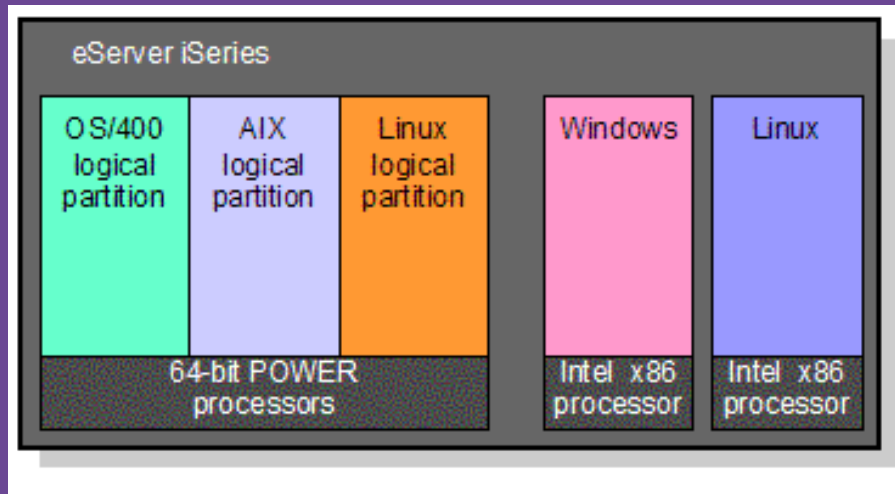 eServer iSeries
OS/400
logical
partition
AIX
logical
partition
Linux
logical
partition
Windows
Linux
64-bit POWER
processors
Intel x86
processor
Intel x86
processor